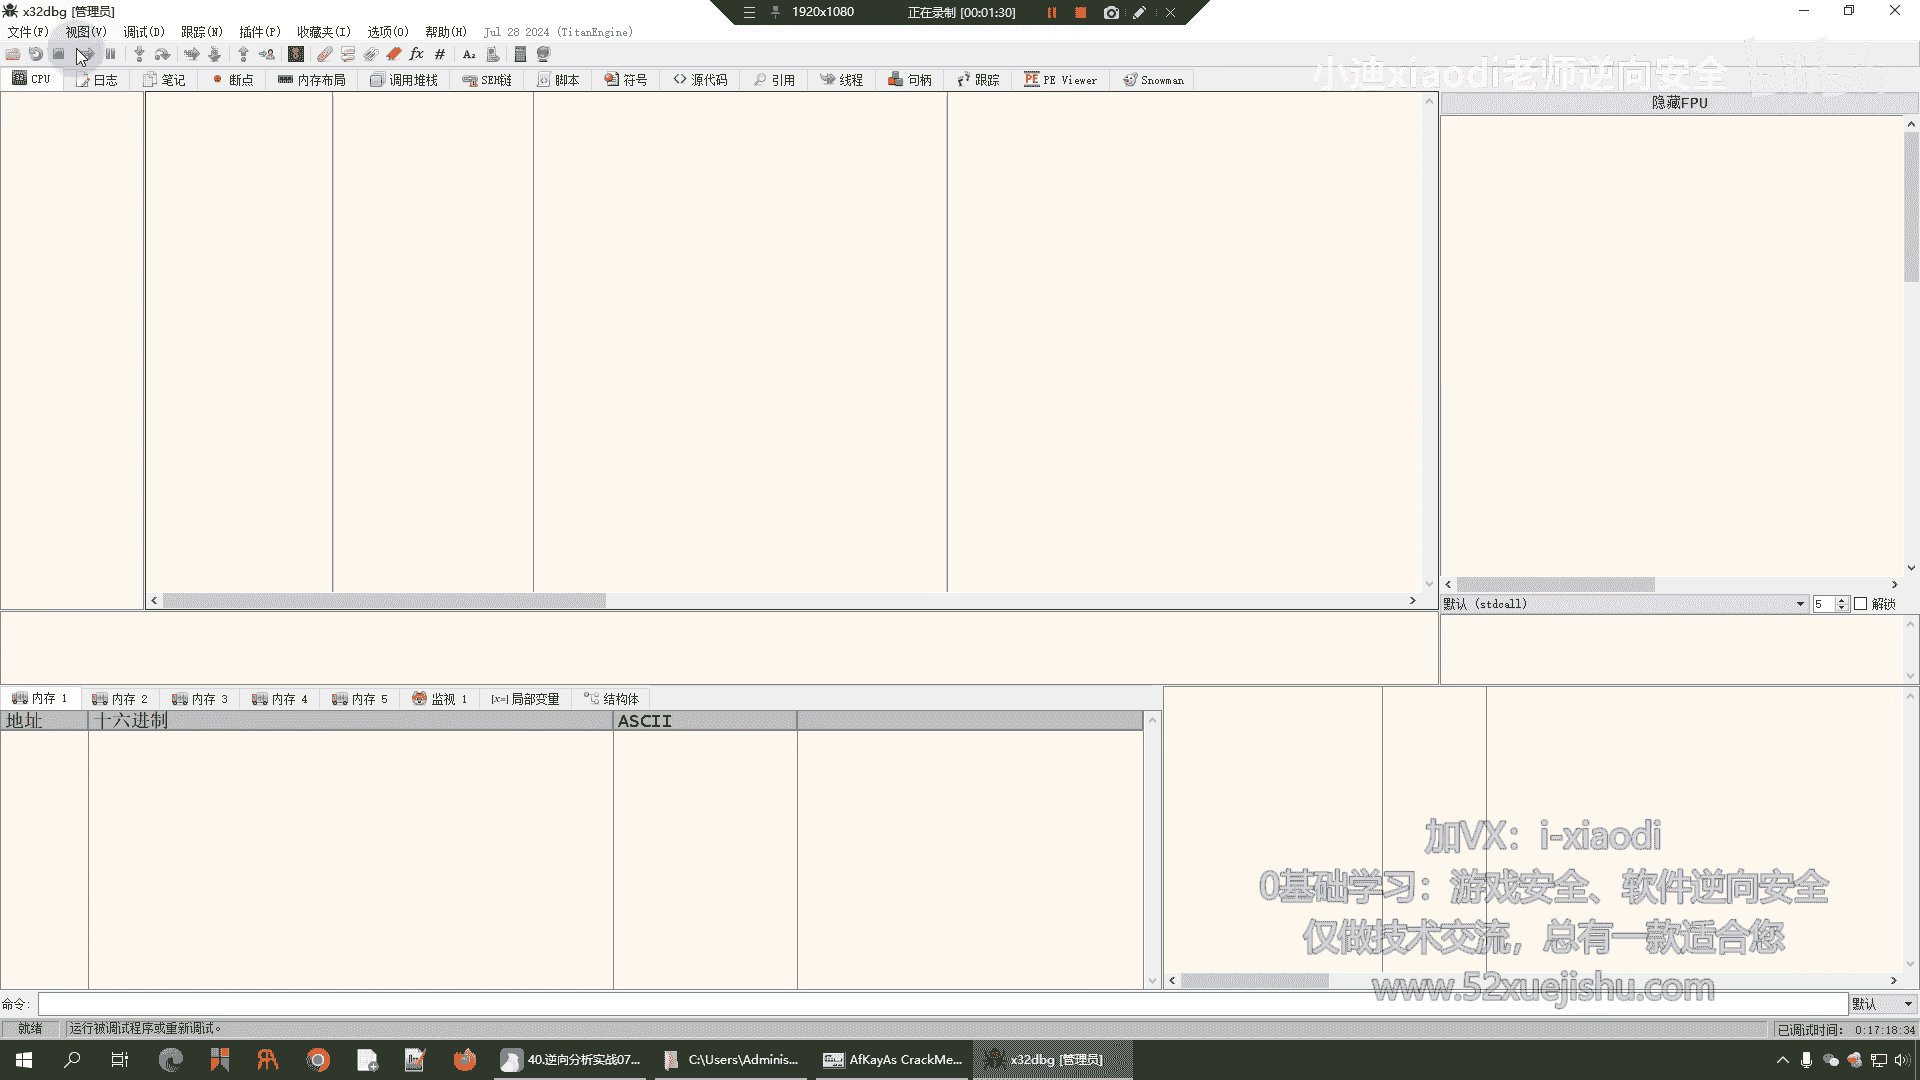 x32dbg [管理员]
1920x1080
正在录制 [00:01:30]
文件(F) 视图(V) 调试(D) 跟踪(N) 插件(P) 收藏夹(I) 选项(O) 帮助(H) Jul 28 2024 (TitanEngine)
小迪xiaodi老师逆向安全
CPU 日志 笔记 断点 内存布局 调用堆栈 SEH链 脚本 符号 源代码 引用 线程 句柄 跟踪 PE Viewer Snowman
隐藏FPU
默认 (stdcall) 5 解锁
内存 1 内存 2 内存 3 内存 4 内存 5 监视 1 [x=] 局部变量 结构体
地址 十六进制 ASCII
加VX：i-xiaodi
0基础学习：游戏安全、软件逆向安全
仅做技术交流，总有一款适合您
www.52xuejishu.com
命令: 默认
就绪 运行被调试程序或重新调试。 已调试时间： 0:17:18:34
40.逆向分析实战07... C:\Users\Adminis... AfKayAs CrackMe... x32dbg [管理员]